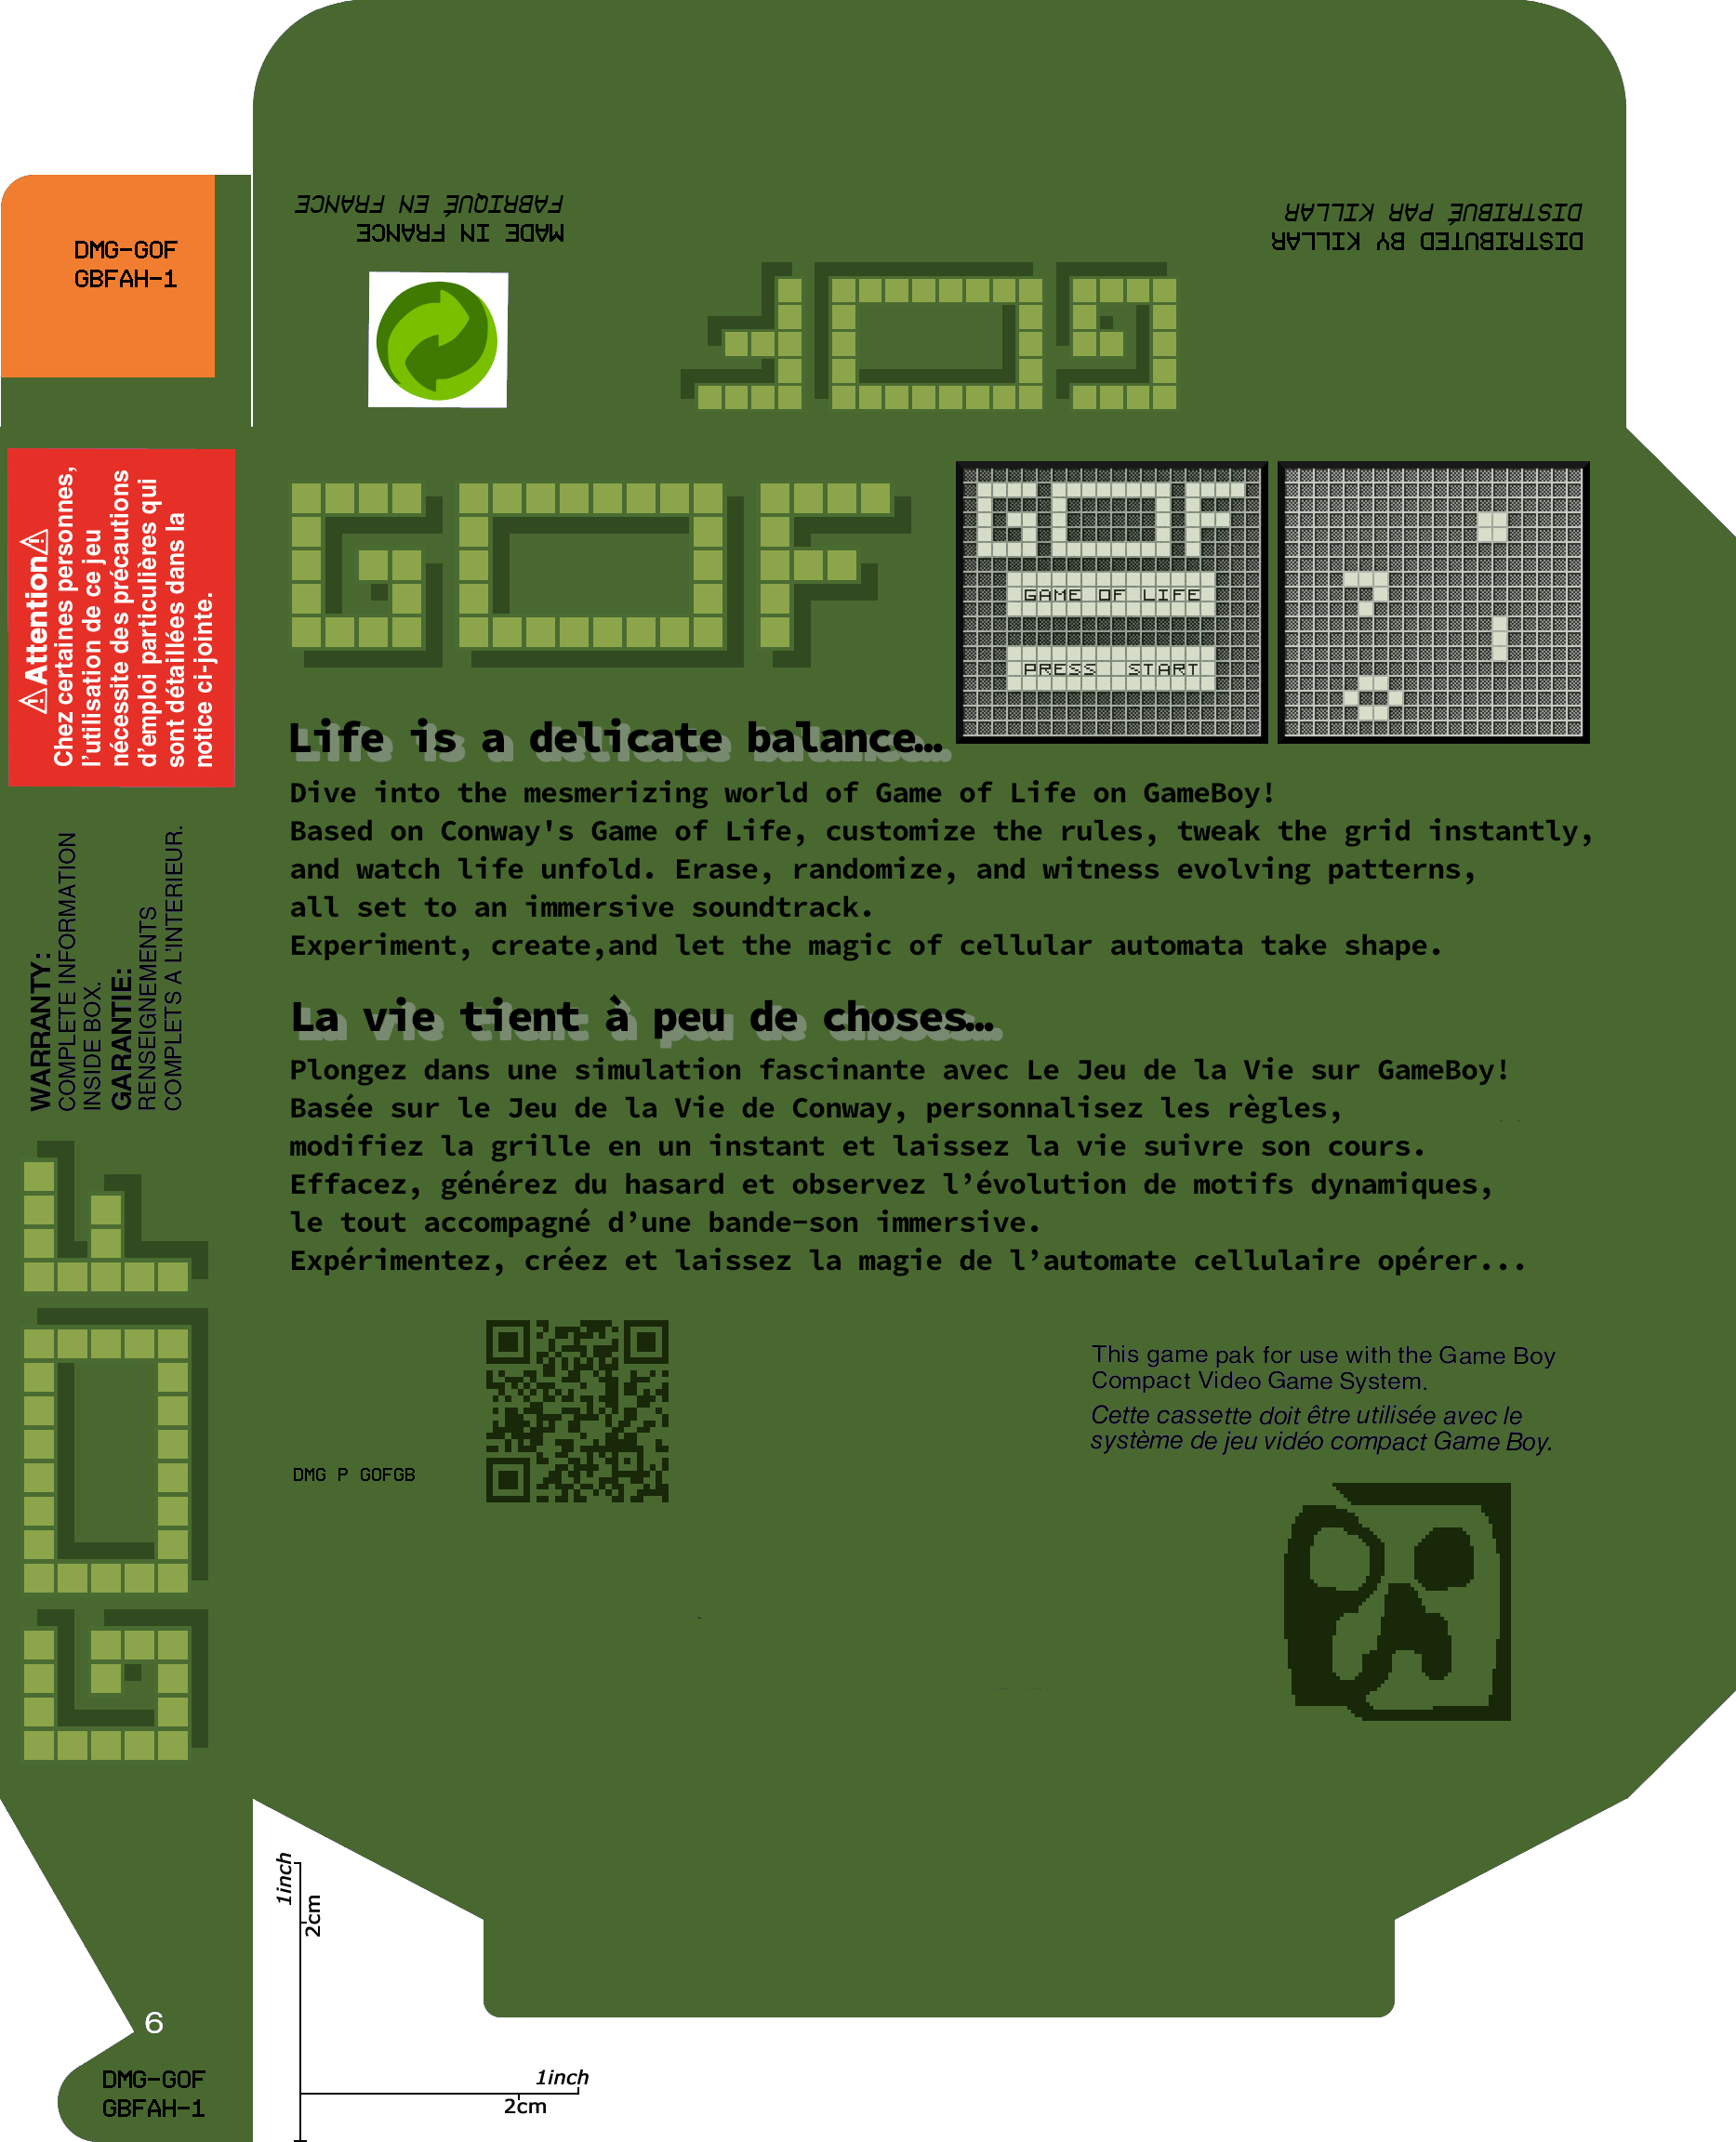 FABRIQUÉ EN FRANCE
MADE IN FRANCE
DISTRIBUÉ PAR KILLAR
DISTRIBUTED BY KILLAR
DMG-GOF
GBFAH-1
GOF
⚠Attention⚠
Chez certaines personnes,
l'utilisation de ce jeu
nécessite des précautions
d'emploi particulières qui
sont détaillées dans la
notice ci-jointe.
GOF
GOF
GAME OF LIFE
PRESS START
Life is a delicate balance…
Dive into the mesmerizing world of Game of Life on GameBoy!
Based on Conway's Game of Life, customize the rules, tweak the grid instantly,
and watch life unfold. Erase, randomize, and witness evolving patterns,
all set to an immersive soundtrack.
Experiment, create,and let the magic of cellular automata take shape.
WARRANTY:
COMPLETE INFORMATION
INSIDE BOX.
GARANTIE:
RENSEIGNEMENTS
COMPLETS A L'INTERIEUR.
La vie tient à peu de choses…
Plongez dans une simulation fascinante avec Le Jeu de la Vie sur GameBoy!
Basée sur le Jeu de la Vie de Conway, personnalisez les règles,
modifiez la grille en un instant et laissez la vie suivre son cours.
Effacez, générez du hasard et observez l’évolution de motifs dynamiques,
le tout accompagné d’une bande-son immersive.
Expérimentez, créez et laissez la magie de l’automate cellulaire opérer...
GOF
This game pak for use with the Game Boy
Compact Video Game System.
Cette cassette doit être utilisée avec le
système de jeu vidéo compact Game Boy.
DMG P GOFGB
1inch
2cm
6
DMG-GOF
GBFAH-1
1inch
2cm